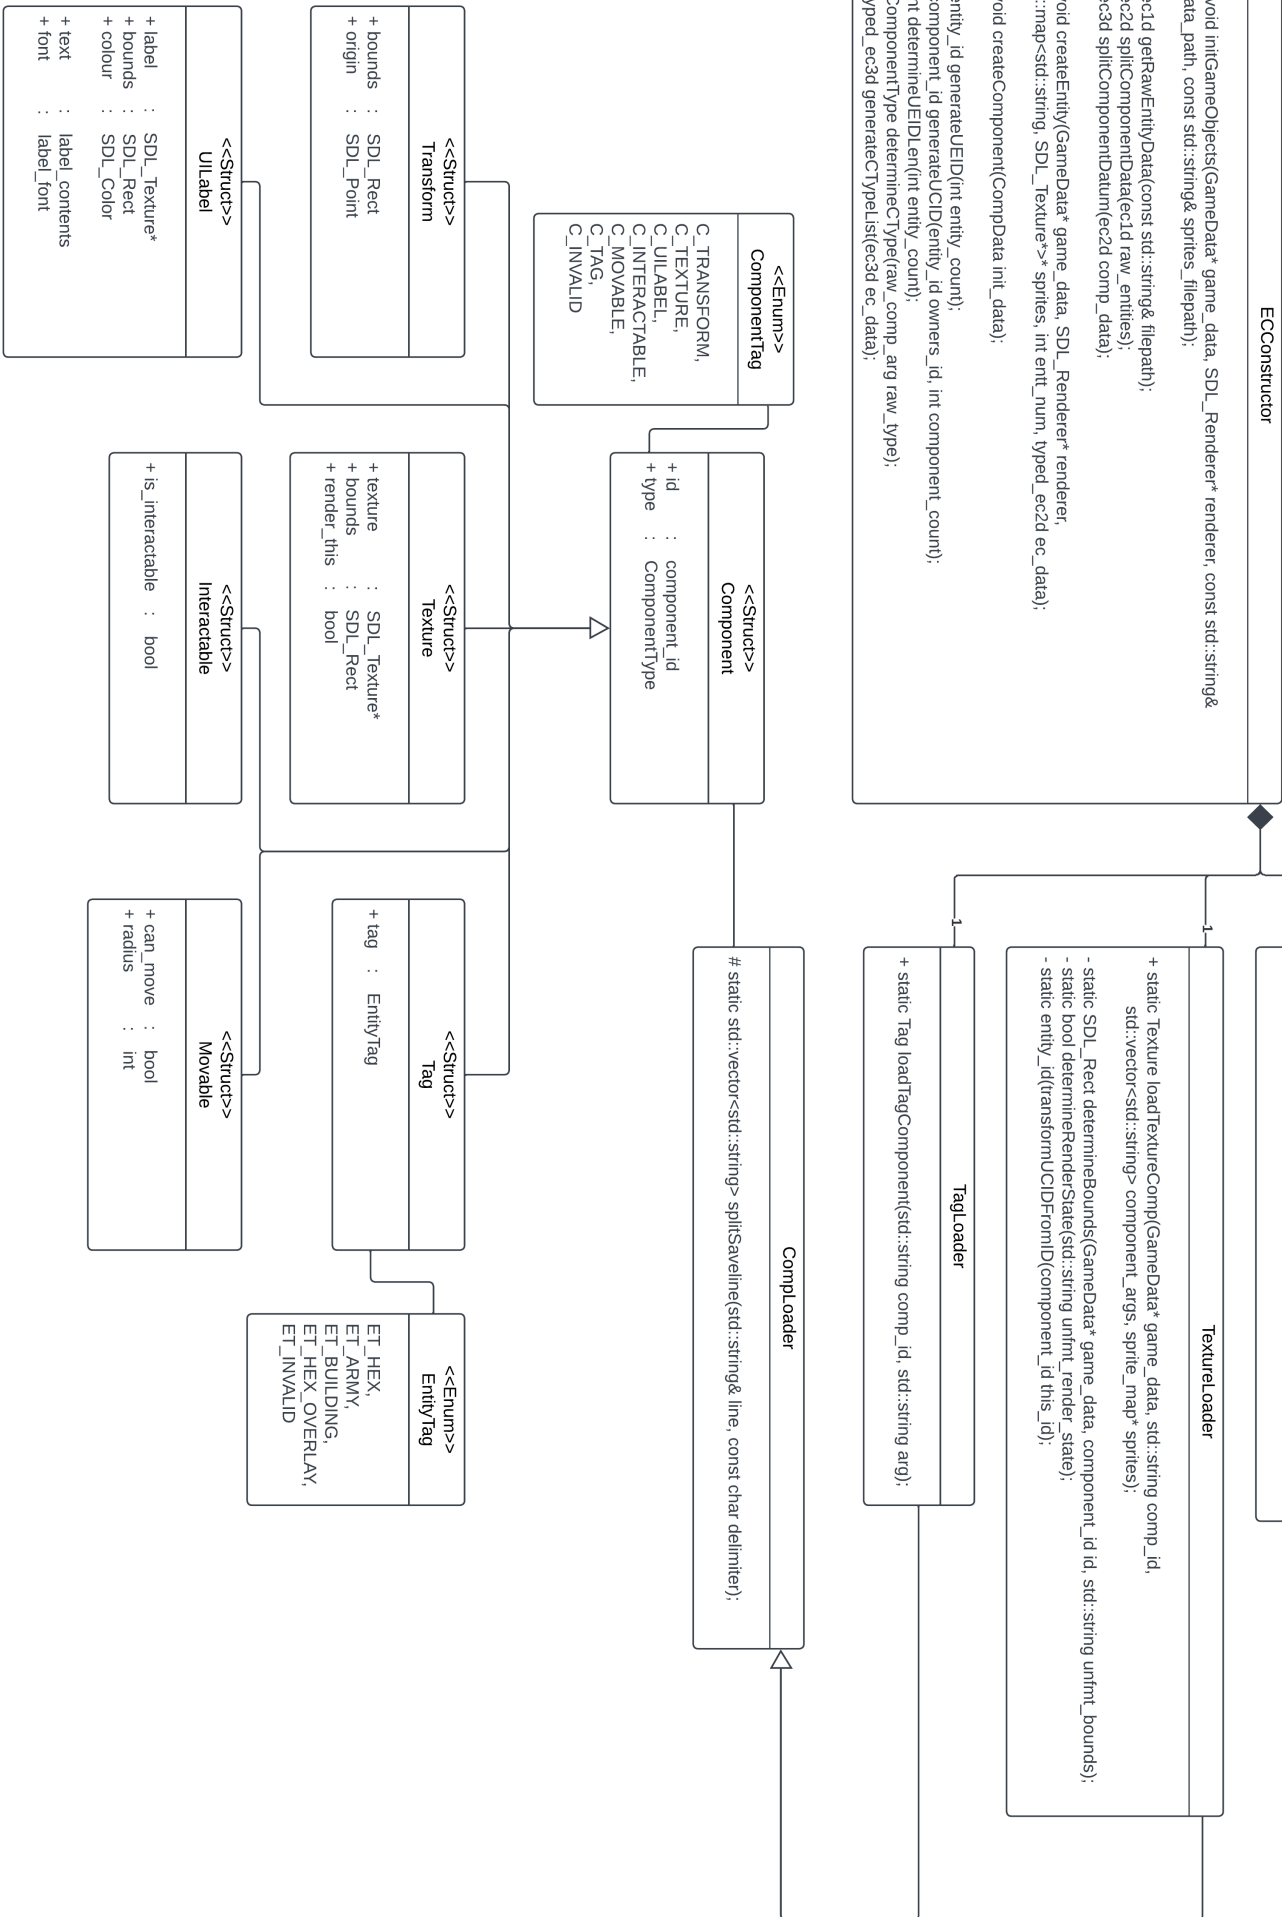 ECConstructor
void initGameObjects(GameData* game_data, SDL_Renderer* renderer, const std::string&
ata_path, const std::string& sprites_filepath);
ec1d getRawEntityData(const std::string& filepath);
ec2d splitComponentData(ec1d raw_entities);
ec3d splitComponentDatum(ec2d comp_data);
oid createEntity(GameData* game_data, SDL_Renderer* renderer,
::map<std::string, SDL_Texture*>* sprites, int entt_num, typed_ec2d ec_data);
oid createComponent(CompData init_data);
entity_id generateUEID(int entity_count);
component_id generateUCID(entity_id owners_id, int component_count);
nt determineUEIDLen(int entity_count);
ComponentType determineCType(raw_comp_arg raw_type);
yped_ec3d generateCTypeList(ec3d ec_data);
1
1
TextureLoader
+ static Texture loadTextureComp(GameData* game_data, std::string comp_id,
std::vector<std::string> component_args, sprite_map* sprites);
- static SDL_Rect determineBounds(GameData* game_data, component_id id, std::string unfmt_bounds);
- static bool determineRenderState(std::string unfmt_render_state);
- static entity_id(transformUCIDFromID(component_id this_id);
TagLoader
+ static Tag loadTagComponent(std::string comp_id, std::string arg);
CompLoader
# static std::vector<std::string> splitSaveline(std::string& line, const char delimiter);
<<Enum>>
ComponentTag
C_TRANSFORM,
C_TEXTURE,
C_UILABEL,
C_INTERACTABLE,
C_MOVABLE,
C_TAG,
C_INVALID
<<Struct>>
Component
+ id : component_id
+ type : ComponentType
<<Struct>>
Transform
+ bounds : SDL_Rect
+ origin : SDL_Point
<<Struct>>
Texture
+ texture : SDL_Texture*
+ bounds : SDL_Rect
+ render_this : bool
<<Struct>>
Tag
+ tag : EntityTag
<<Enum>>
EntityTag
ET_HEX,
ET_ARMY,
ET_BUILDING,
ET_HEX_OVERLAY,
ET_INVALID
<<Struct>>
UILabel
+ label : SDL_Texture*
+ bounds : SDL_Rect
+ colour : SDL_Color
+ text : label_contents
+ font : label_font
<<Struct>>
Interactable
+ is_interactable : bool
<<Struct>>
Movable
+ can_move : bool
+ radius : int